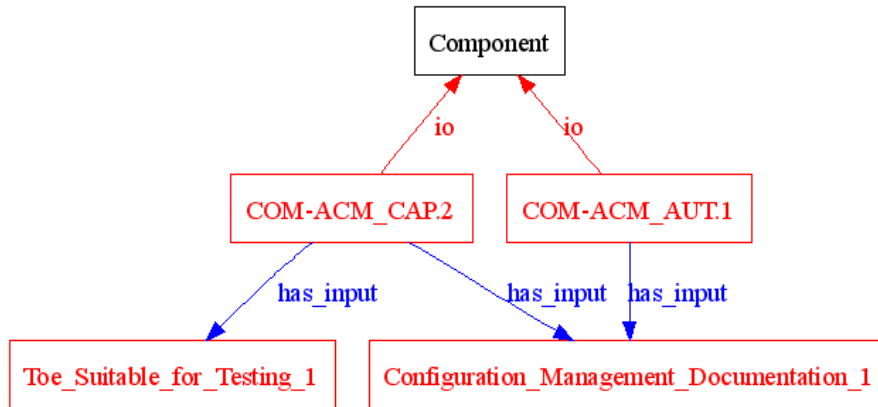 Component
io
io
COM-ACM_CAP.2
COM-ACM_AUT.1
has_input
has_input
has_input
Toe_Suitable_for_Testing_1
Configuration_Management_Documentation_1